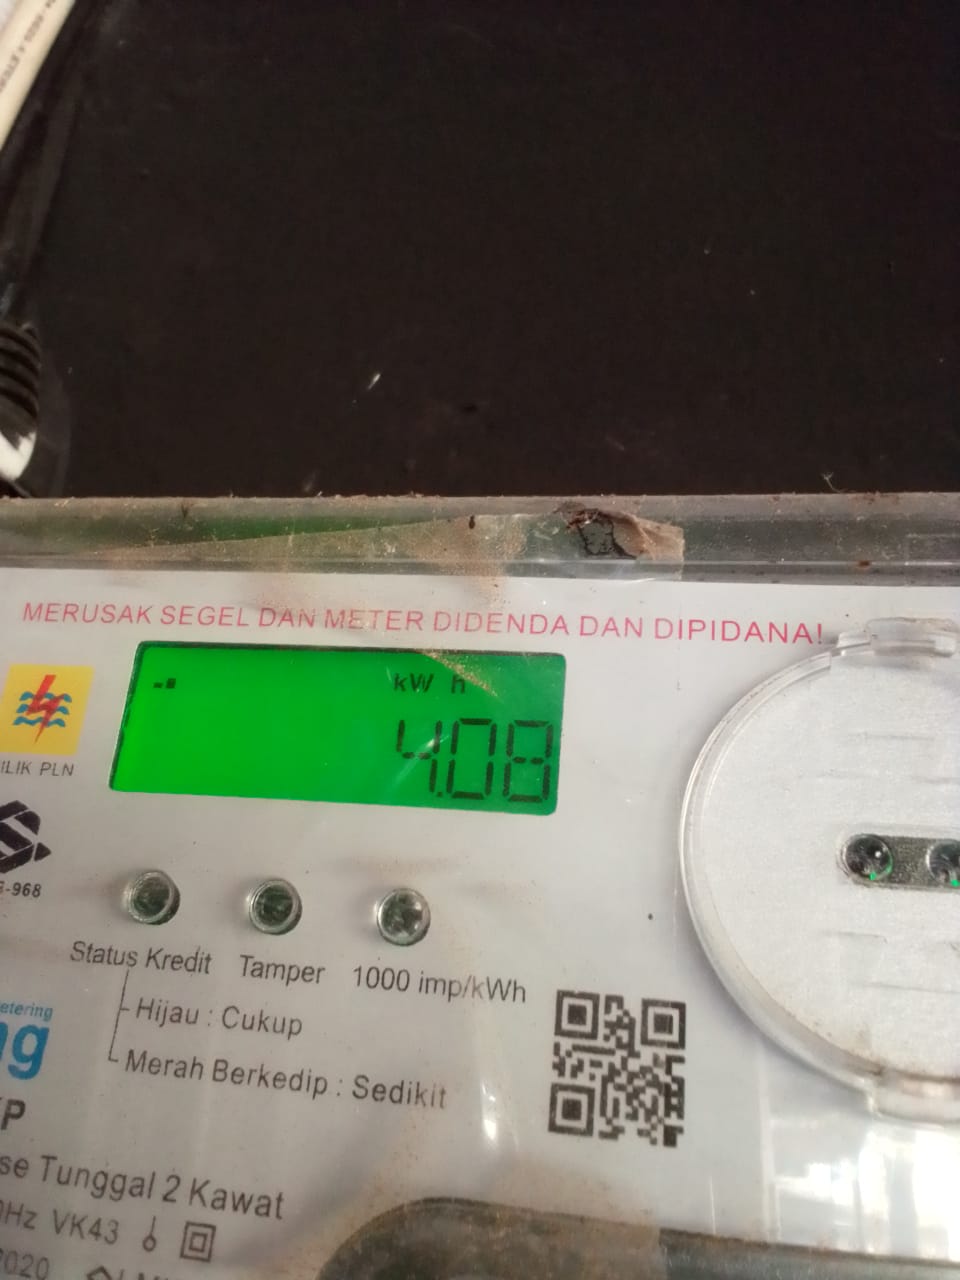 MERUSAK SEGEL DAN METER DIDENDA DAN DIPIDANA!
kW h
4.08
ILIK PLN
-968
Status Kredit
Tamper
1000 imp/kWh
Hijau : Cukup
Merah Berkedip : Sedikit
etering
ng
P
se Tunggal 2 Kawat
Hz VK43
2020